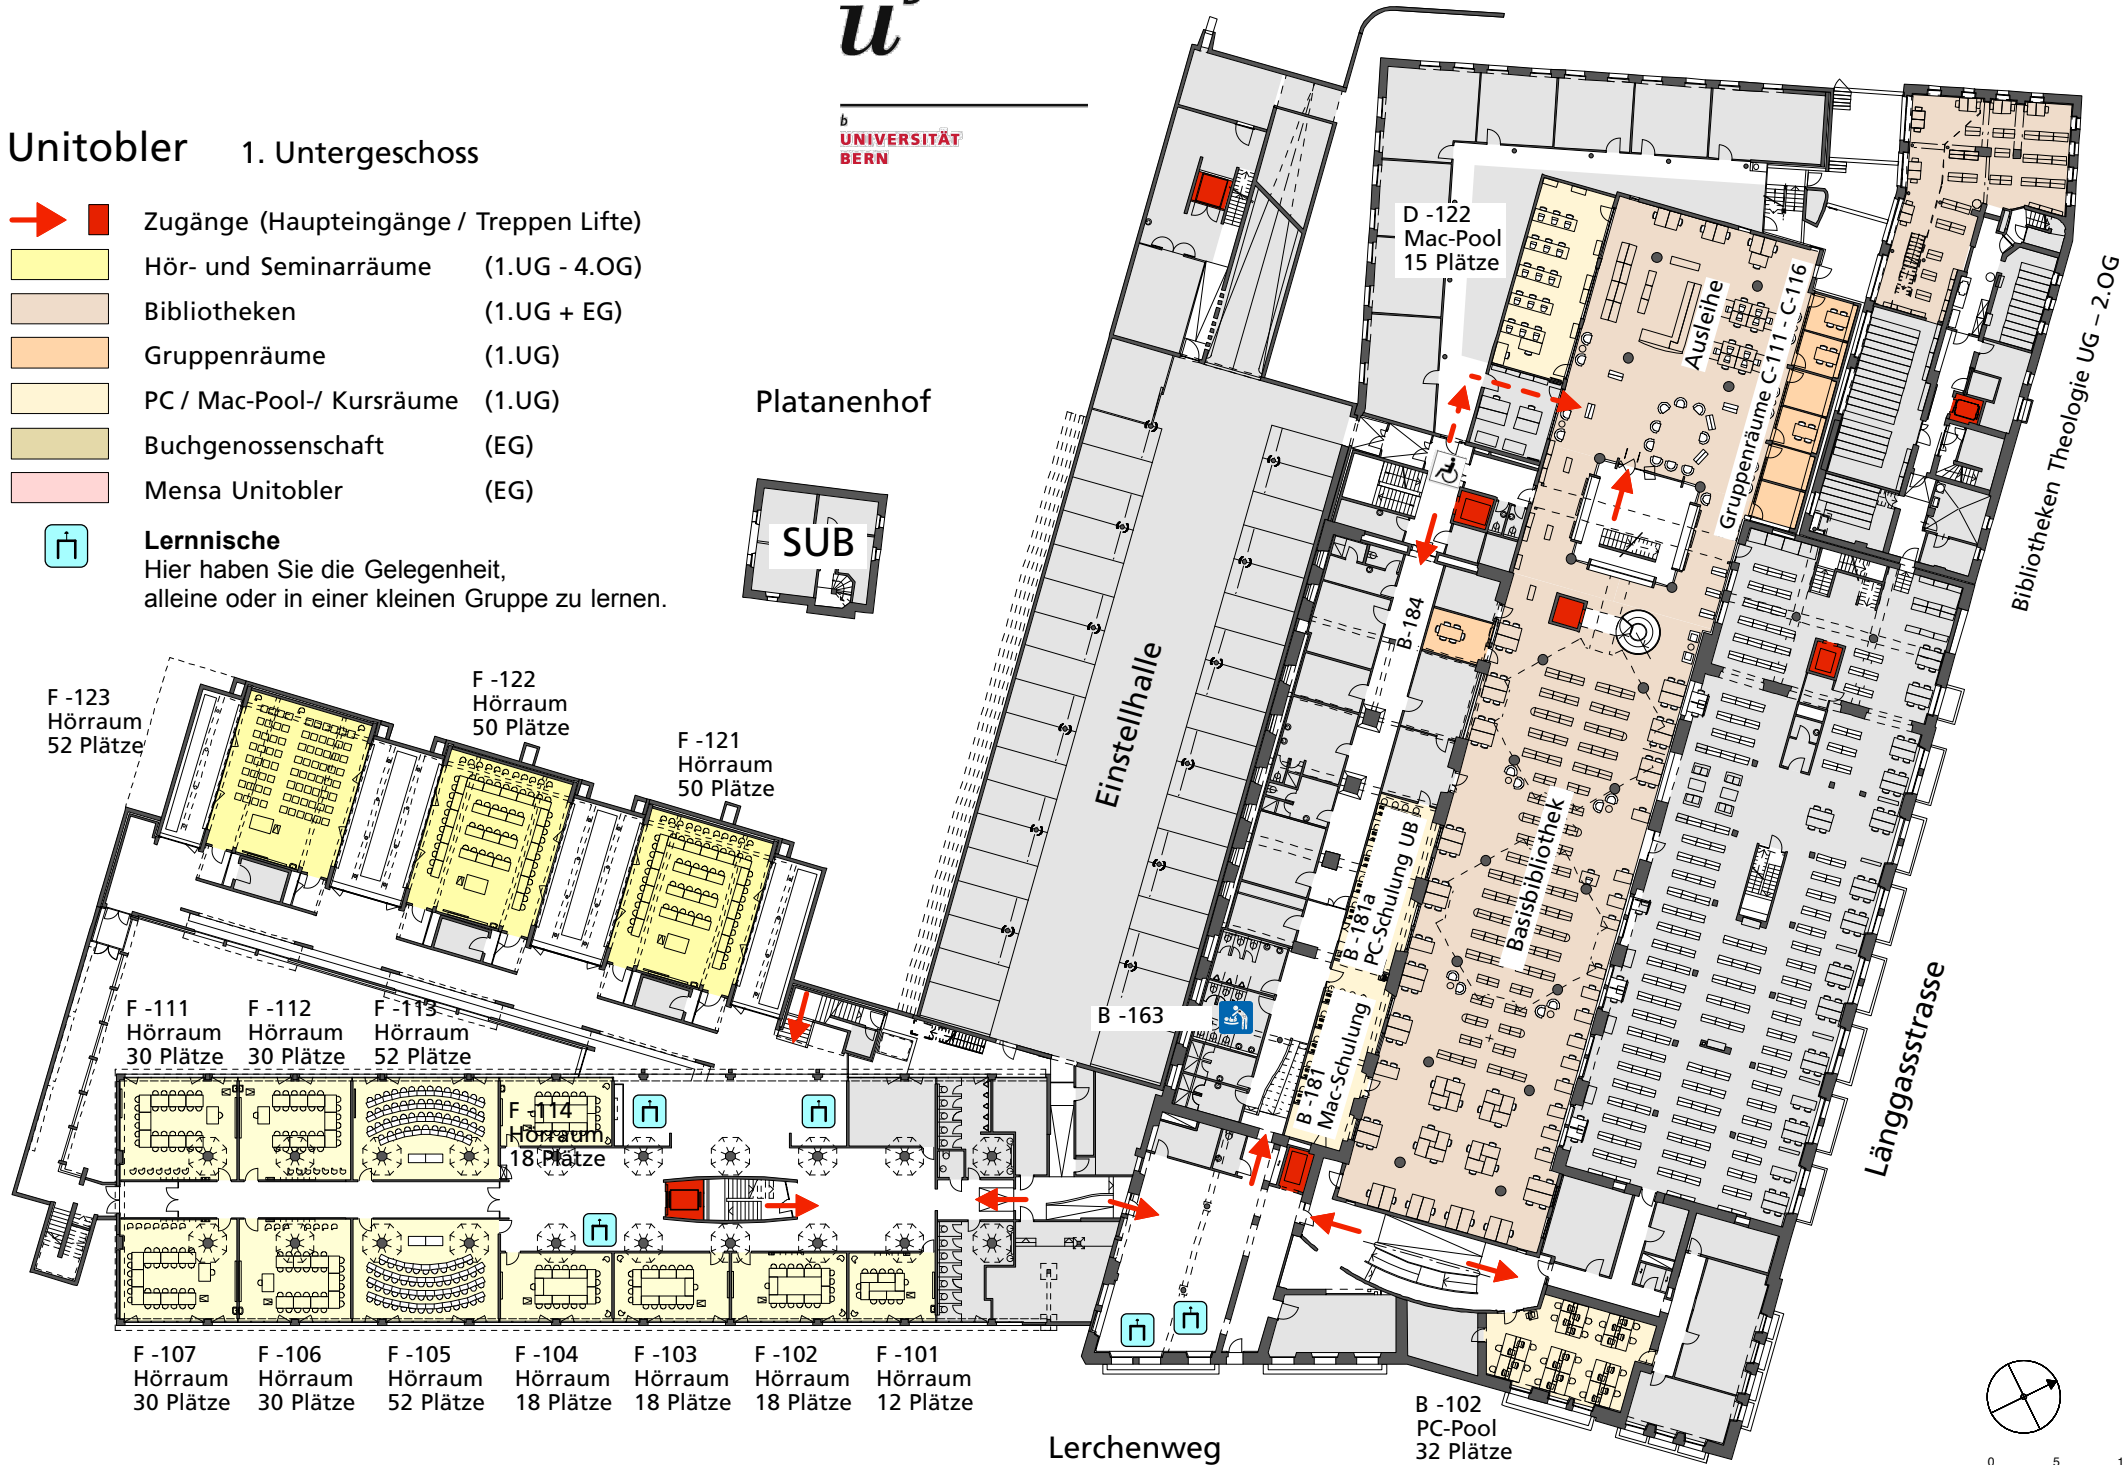 u
b
UNIVERSITÄT
BERN
Unitobler 1. Untergeschoss
Zugänge (Haupteingänge / Treppen Lifte)
Hör- und Seminarräume (1.UG - 4.OG)
Bibliotheken (1.UG + EG)
Gruppenräume (1.UG)
PC / Mac-Pool-/ Kursräume (1.UG)
Buchgenossenschaft (EG)
Mensa Unitobler (EG)
Lernnische
Hier haben Sie die Gelegenheit,
alleine oder in einer kleinen Gruppe zu lernen.
Platanenhof
SUB
Einstellhalle
D -122
Mac-Pool
15 Plätze
Ausleihe
Gruppenräume C-111 - C-116
Bibliotheken Theologie UG – 2.OG
B-184
Basisbibliothek
B -181a
PC-Schulung UB
B -181
Mac-Schulung
B -163
Länggassstrasse
F -123
Hörraum
52 Plätze
F -122
Hörraum
50 Plätze
F -121
Hörraum
50 Plätze
F -111
Hörraum
30 Plätze
F -112
Hörraum
30 Plätze
F -113
Hörraum
52 Plätze
F -114
Hörraum
18 Plätze
F -107
Hörraum
30 Plätze
F -106
Hörraum
30 Plätze
F -105
Hörraum
52 Plätze
F -104
Hörraum
18 Plätze
F -103
Hörraum
18 Plätze
F -102
Hörraum
18 Plätze
F -101
Hörraum
12 Plätze
B -102
PC-Pool
32 Plätze
Lerchenweg
0 5 1